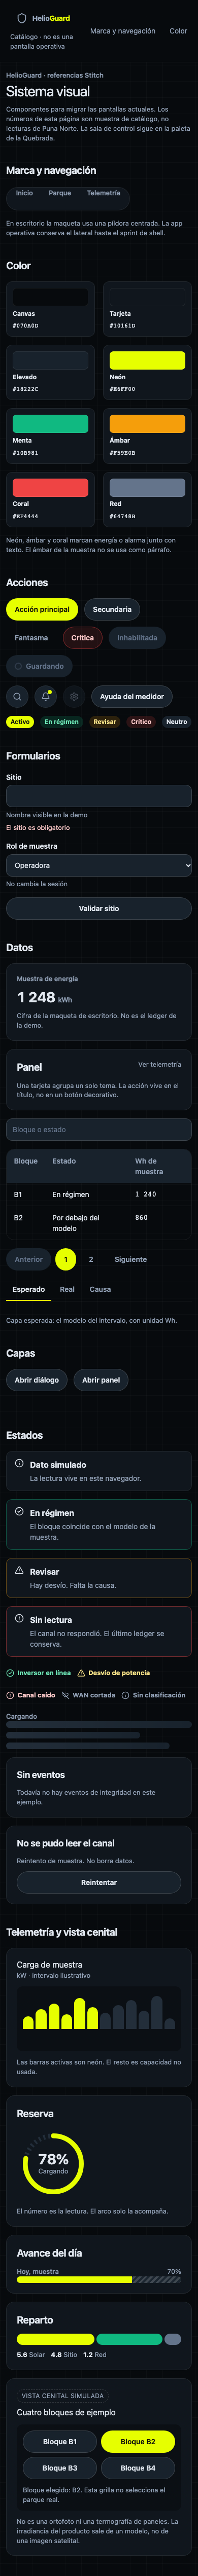 HelioGuard
Catálogo · no es una
pantalla operativa
Marca y navegación
Color
HelioGuard · referencias Stitch
Sistema visual
Componentes para migrar las pantallas actuales. Los
números de esta página son muestra de catálogo, no
lecturas de Puna Norte. La sala de control sigue en la paleta
de la Quebrada.
Marca y navegación
Inicio
Parque
Telemetría
En escritorio la maqueta usa una píldora centrada. La app
operativa conserva el lateral hasta el sprint de shell.
Color
Canvas
#070A0D
Tarjeta
#10161D
Elevado
#18222C
Neón
#E6FF00
Menta
#10B981
Ámbar
#F59E0B
Coral
#EF4444
Red
#64748B
Neón, ámbar y coral marcan energía o alarma junto con
texto. El ámbar de la muestra no se usa como párrafo.
Acciones
Acción principal
Secundaria
Fantasma
Crítica
Inhabilitada
Guardando
Ayuda del medidor
Activo
En régimen
Revisar
Crítico
Neutro
Formularios
Sitio
Nombre visible en la demo
El sitio es obligatorio
Rol de muestra
Operadora
No cambia la sesión
Validar sitio
Datos
Muestra de energía
1 248 kWh
Cifra de la maqueta de escritorio. No es el ledger de
la demo.
Panel
Ver telemetría
Una tarjeta agrupa un solo tema. La acción vive en el
título, no en un botón decorativo.
Bloque o estado
Bloque
Estado
Wh de
muestra
B1
En régimen
1 240
B2
Por debajo del
modelo
860
Anterior
1
2
Siguiente
Esperado
Real
Causa
Capa esperada: el modelo del intervalo, con unidad Wh.
Capas
Abrir diálogo
Abrir panel
Estados
Dato simulado
La lectura vive en este navegador.
En régimen
El bloque coincide con el modelo de la
muestra.
Revisar
Hay desvío. Falta la causa.
Sin lectura
El canal no respondió. El último ledger se
conserva.
Inversor en línea
Desvío de potencia
Canal caído
WAN cortada
Sin clasificación
Cargando
Sin eventos
Todavía no hay eventos de integridad en este
ejemplo.
No se pudo leer el canal
Reintento de muestra. No borra datos.
Reintentar
Telemetría y vista cenital
Carga de muestra
kW · intervalo ilustrativo
Las barras activas son neón. El resto es capacidad no
usada.
Reserva
78%
Cargando
El número es la lectura. El arco solo la acompaña.
Avance del día
Hoy, muestra
70%
Reparto
5.6 Solar
4.8 Sitio
1.2 Red
VISTA CENITAL SIMULADA
Cuatro bloques de ejemplo
Bloque B1
Bloque B2
Bloque B3
Bloque B4
Bloque elegido: B2. Esta grilla no selecciona el
parque real.
No es una ortofoto ni una termografía de paneles. La
irradiancia del producto sale de un modelo, no de
una imagen satelital.